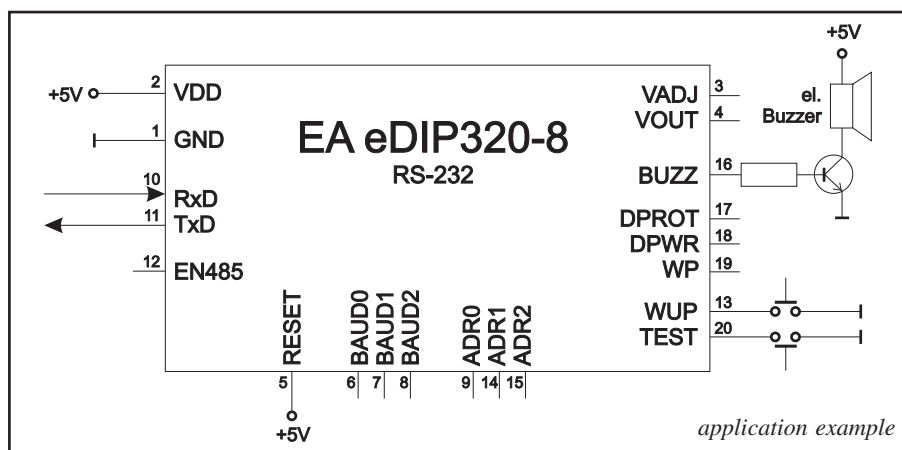 +5V
2
VDD
1
GND
10
RxD
11
TxD
12
EN485
EA eDIP320-8
RS-232
VADJ
3
VOUT
4
BUZZ
16
DPROT
17
DPWR
18
WP
19
WUP
13
TEST
20
+5V
el.
Buzzer
RESET
BAUD0
BAUD1
BAUD2
ADR0
ADR1
ADR2
5
6
7
8
9
14
15
+5V
application example